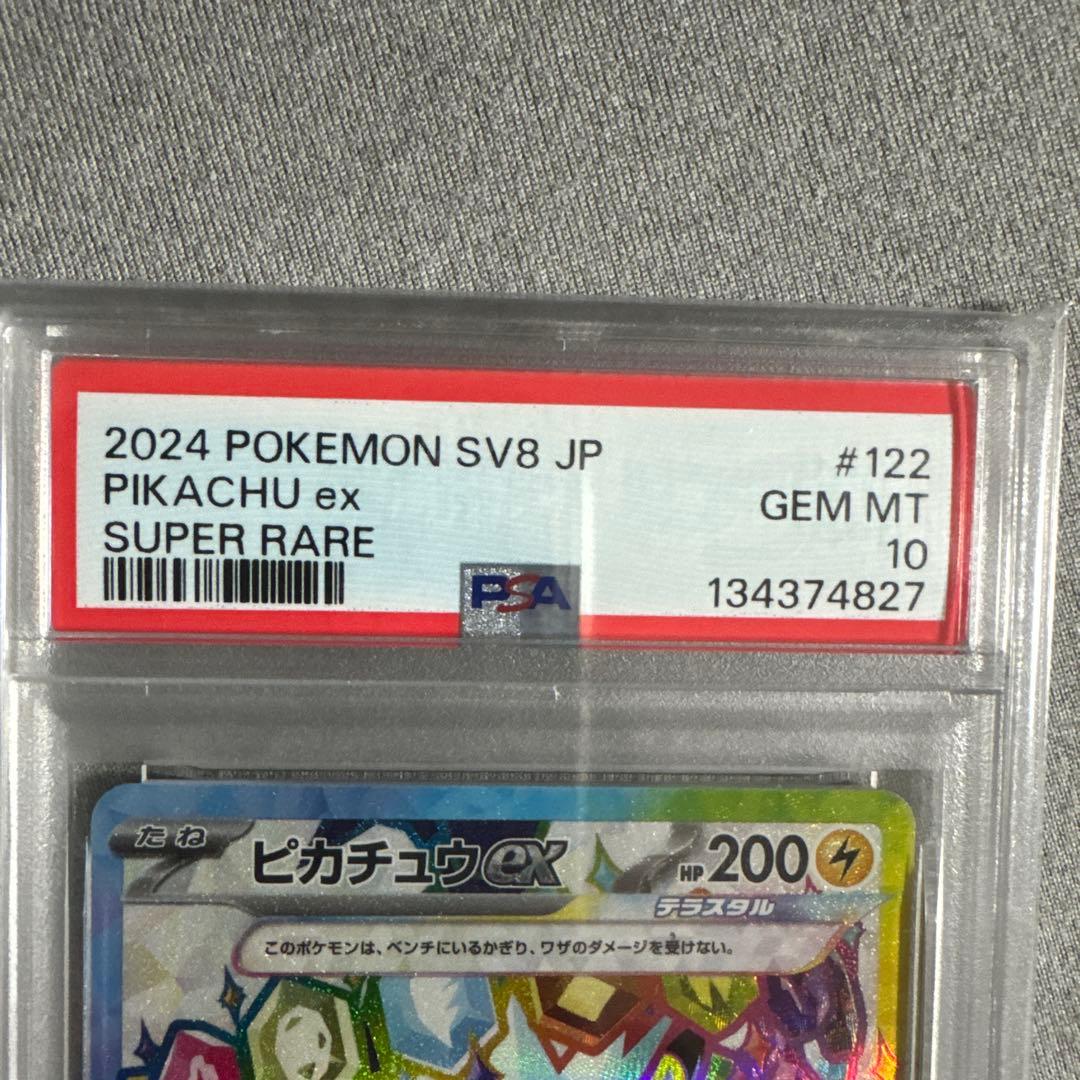 2024 POKEMON SV8 JP
#122
PIKACHU ex
GEM MT
SUPER RARE
10
PSA
134374827
たね
ピカチュウex
HP 200
テラスタル
このポケモンは、ベンチにいるかぎり、ワザのダメージを受けない。